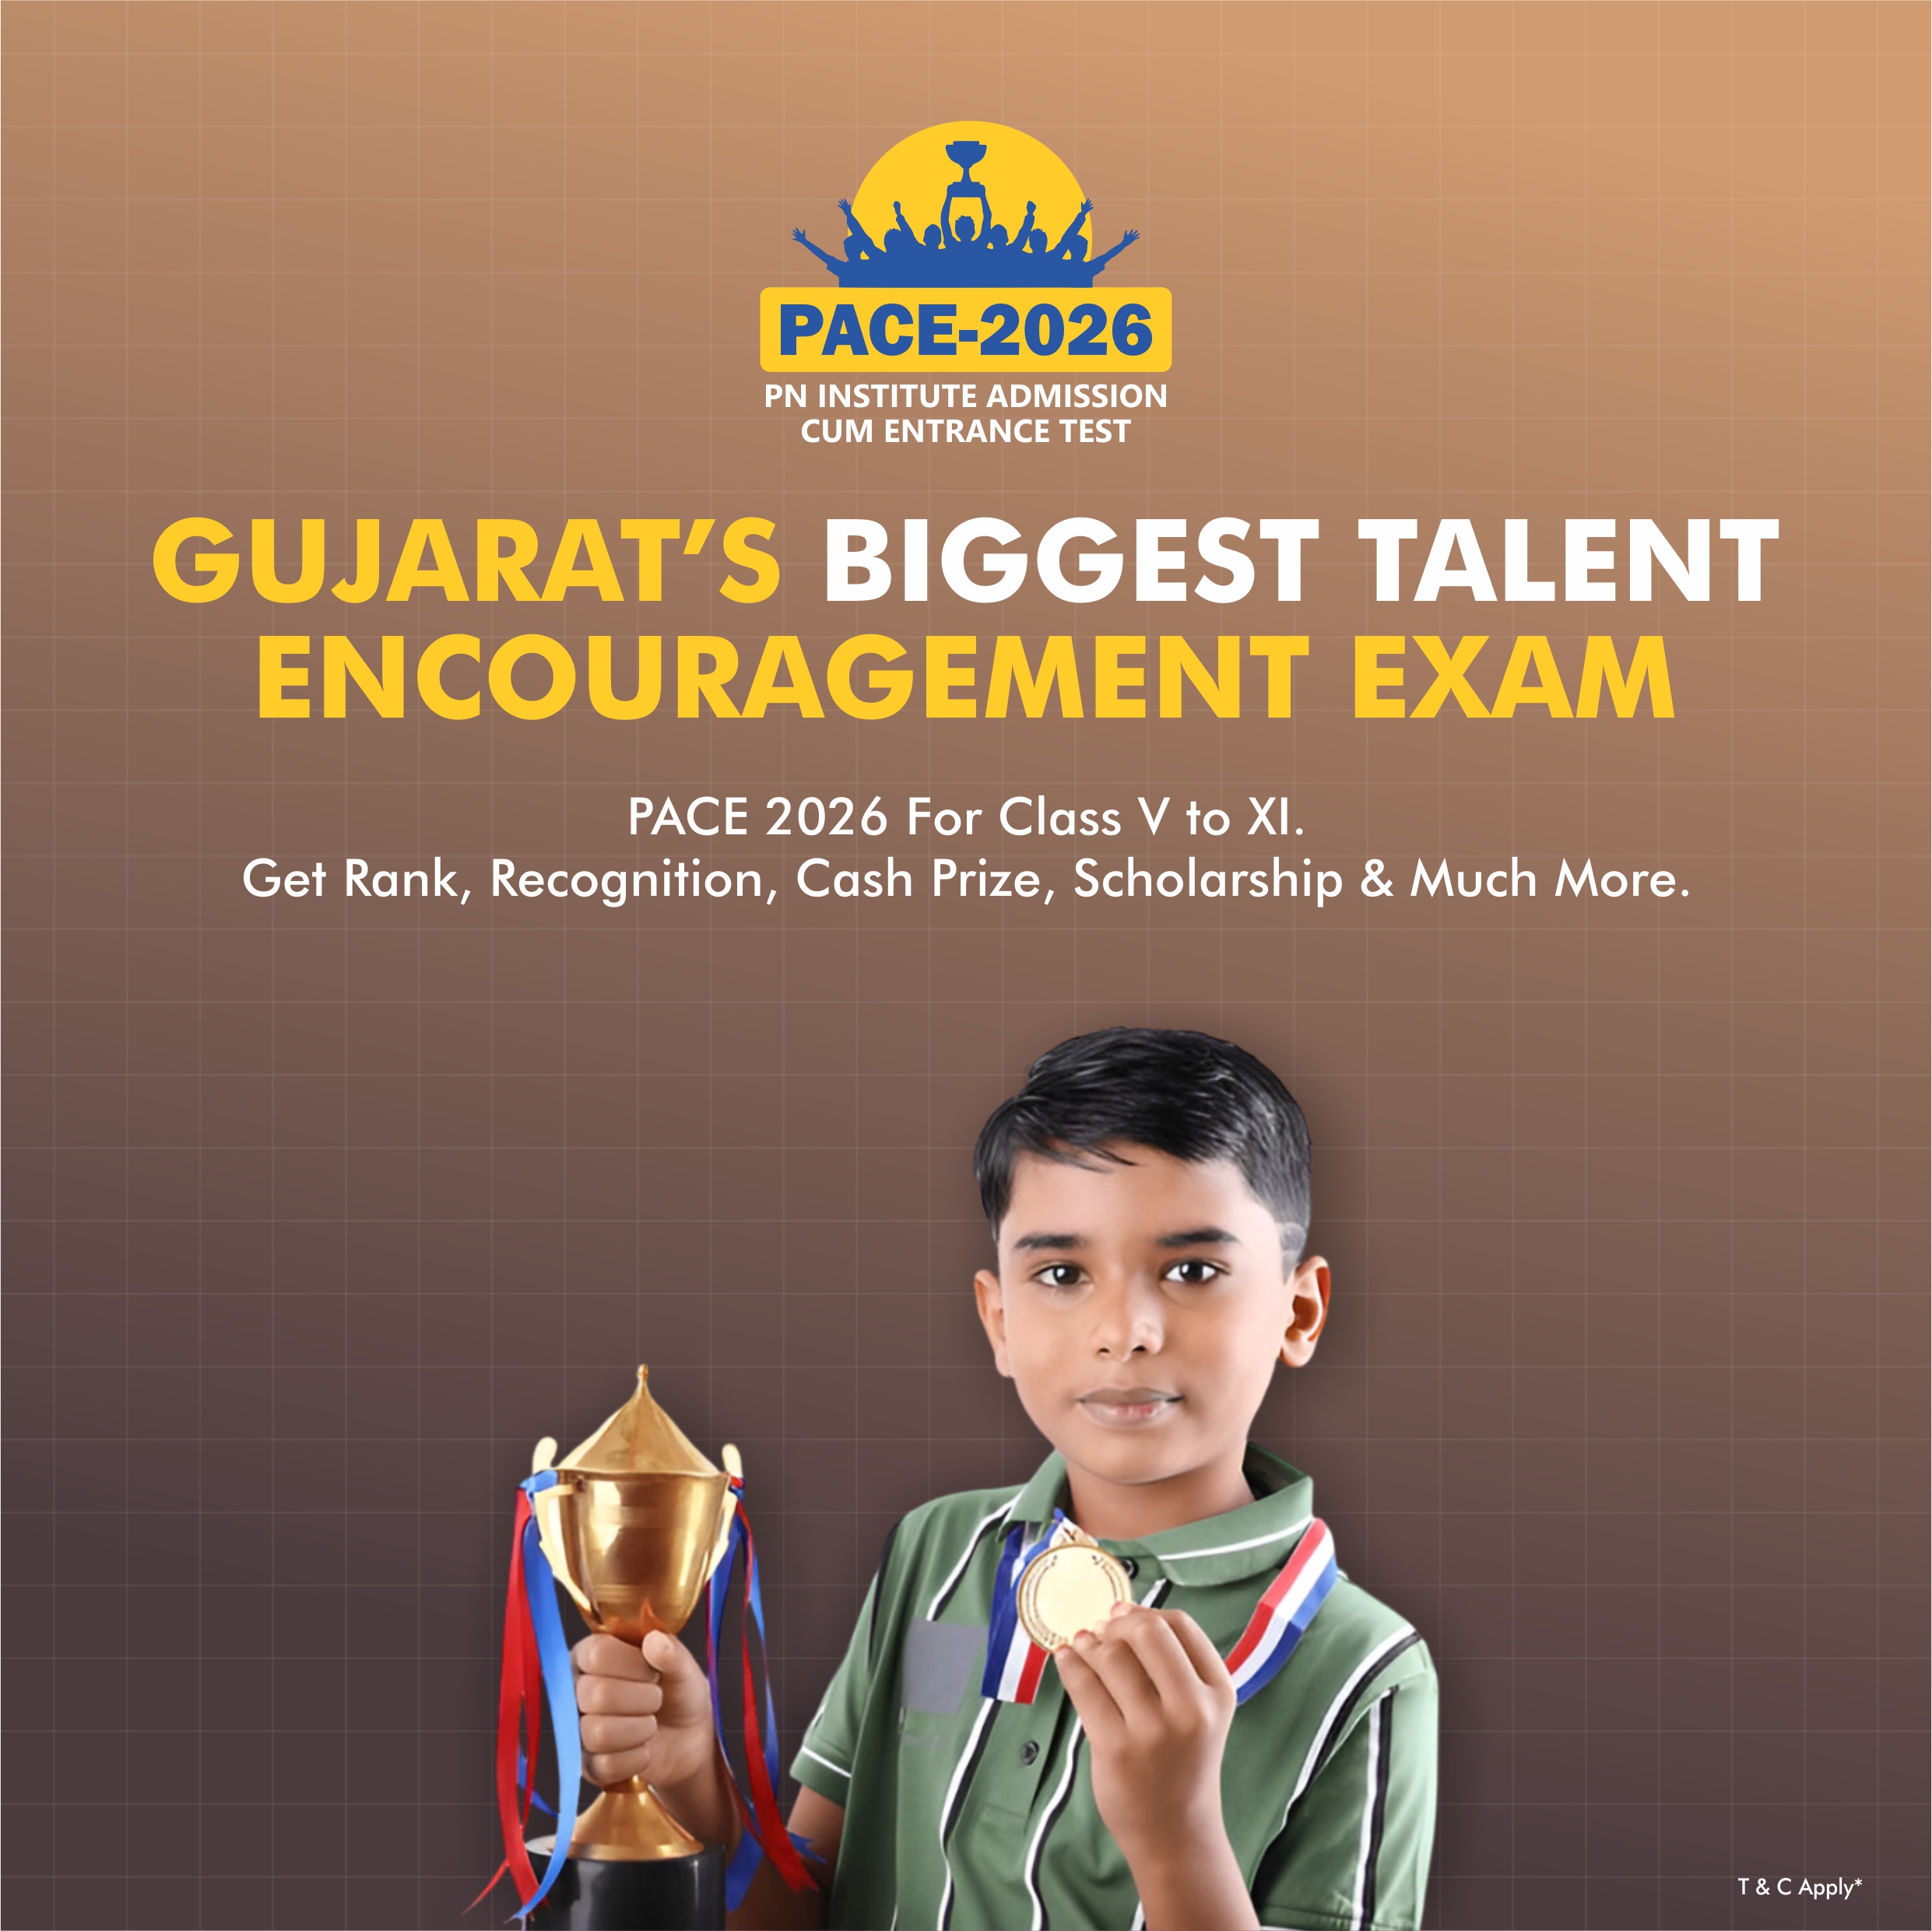 PACE-2026
PN INSTITUTE ADMISSION
CUM ENTRANCE TEST
GUJARAT’S BIGGEST TALENT
ENCOURAGEMENT EXAM
PACE 2026 For Class V to XI.
Get Rank, Recognition, Cash Prize, Scholarship & Much More.
T & C Apply*